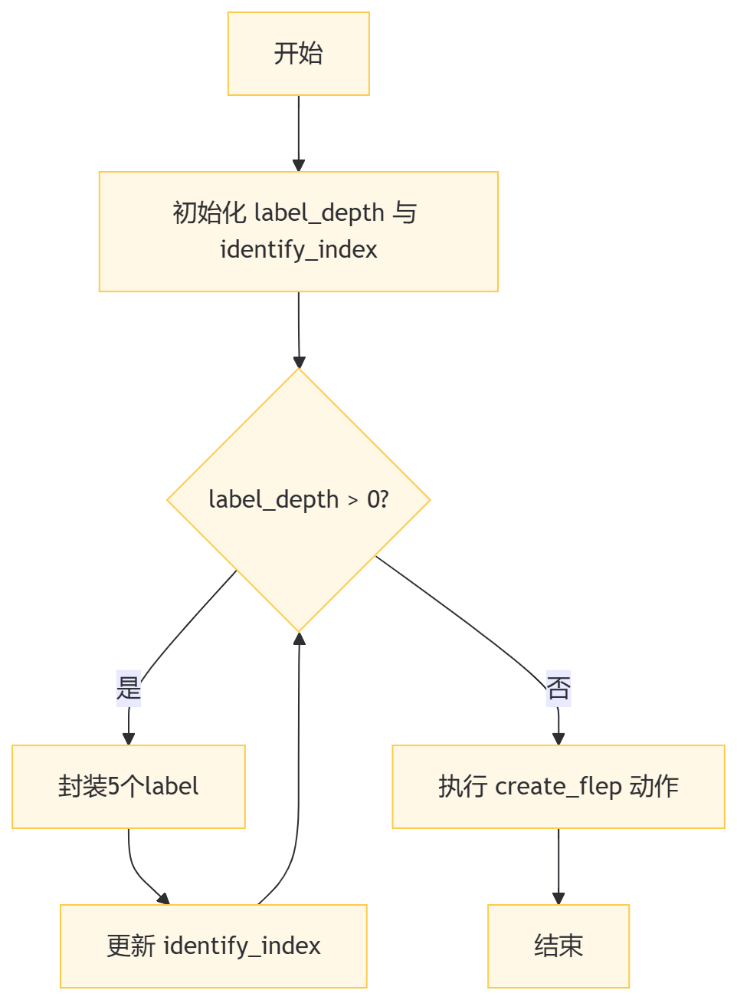 开始
初始化 label_depth 与
identify_index
label_depth > 0?
是
否
封装5个label
执行 create_flep 动作
更新 identify_index
结束